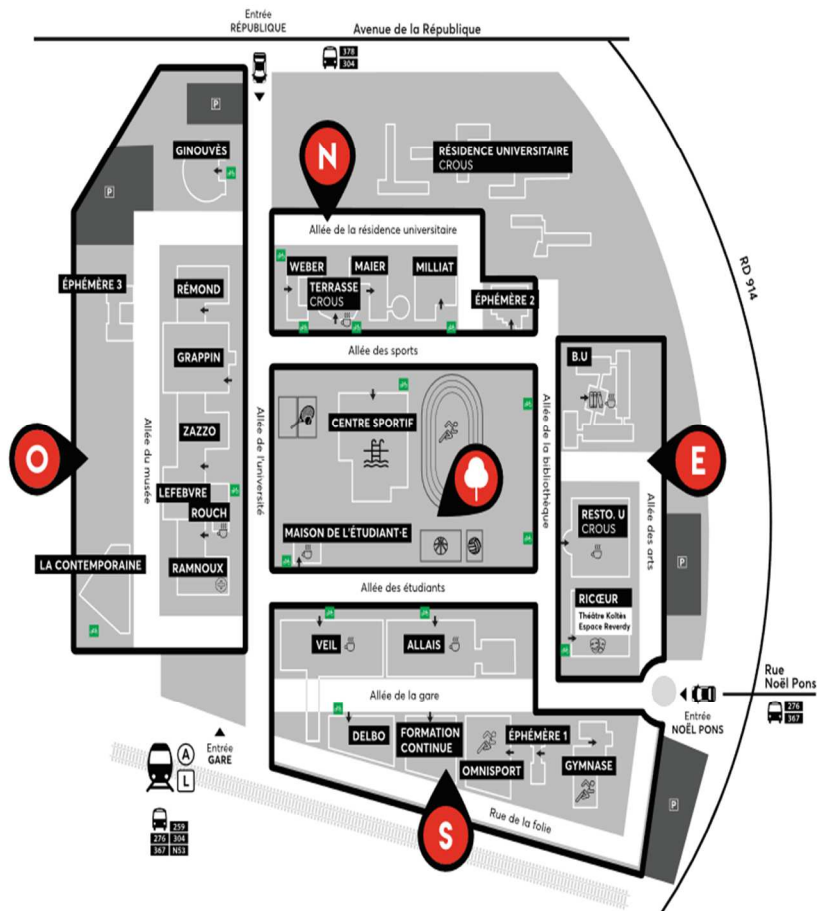 Entrée
RÉPUBLIQUE
Avenue de la République
378
304
P
GINOUVÈS
P
N
RÉSIDENCE UNIVERSITAIRE
CROUS
Allée de la résidence universitaire
RD 914
WEBER
MAIER
MILLIAT
TERRASSE
CROUS
ÉPHÉMÈRE 2
ÉPHÉMÈRE 3
RÉMOND
GRAPPIN
Allée des sports
B.U
ZAZZO
CENTRE SPORTIF
O
Allée du musée
Allée de l'université
Allée de la bibliothèque
E
LEFEBVRE
ROUCH
RESTO. U
CROUS
MAISON DE L'ÉTUDIANT·E
Allée des arts
LA CONTEMPORAINE
RAMNOUX
P
Allée des étudiants
RICŒUR
Théâtre Koltès
Espace Reverdy
VEIL
ALLAIS
Rue
Noël Pons
Allée de la gare
Entrée
NOËL PONS
276
367
DELBO
FORMATION
CONTINUE
ÉPHÉMÈRE 1
OMNISPORT
GYMNASE
Entrée
GARE
A
L
P
Rue de la folie
S
259
276 304
367 N53